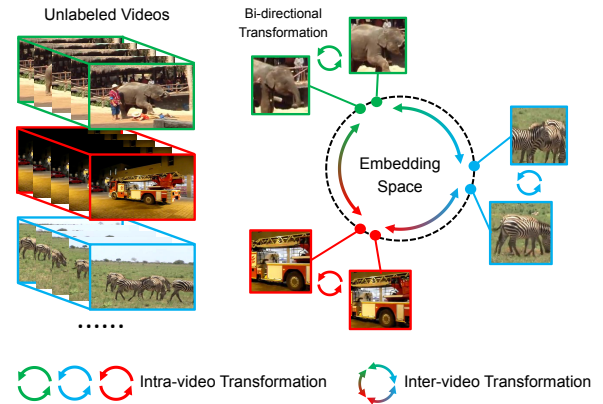 Unlabeled Videos
Bi-directional
Transformation
Embedding
Space
......
Intra-video Transformation
Inter-video Transformation